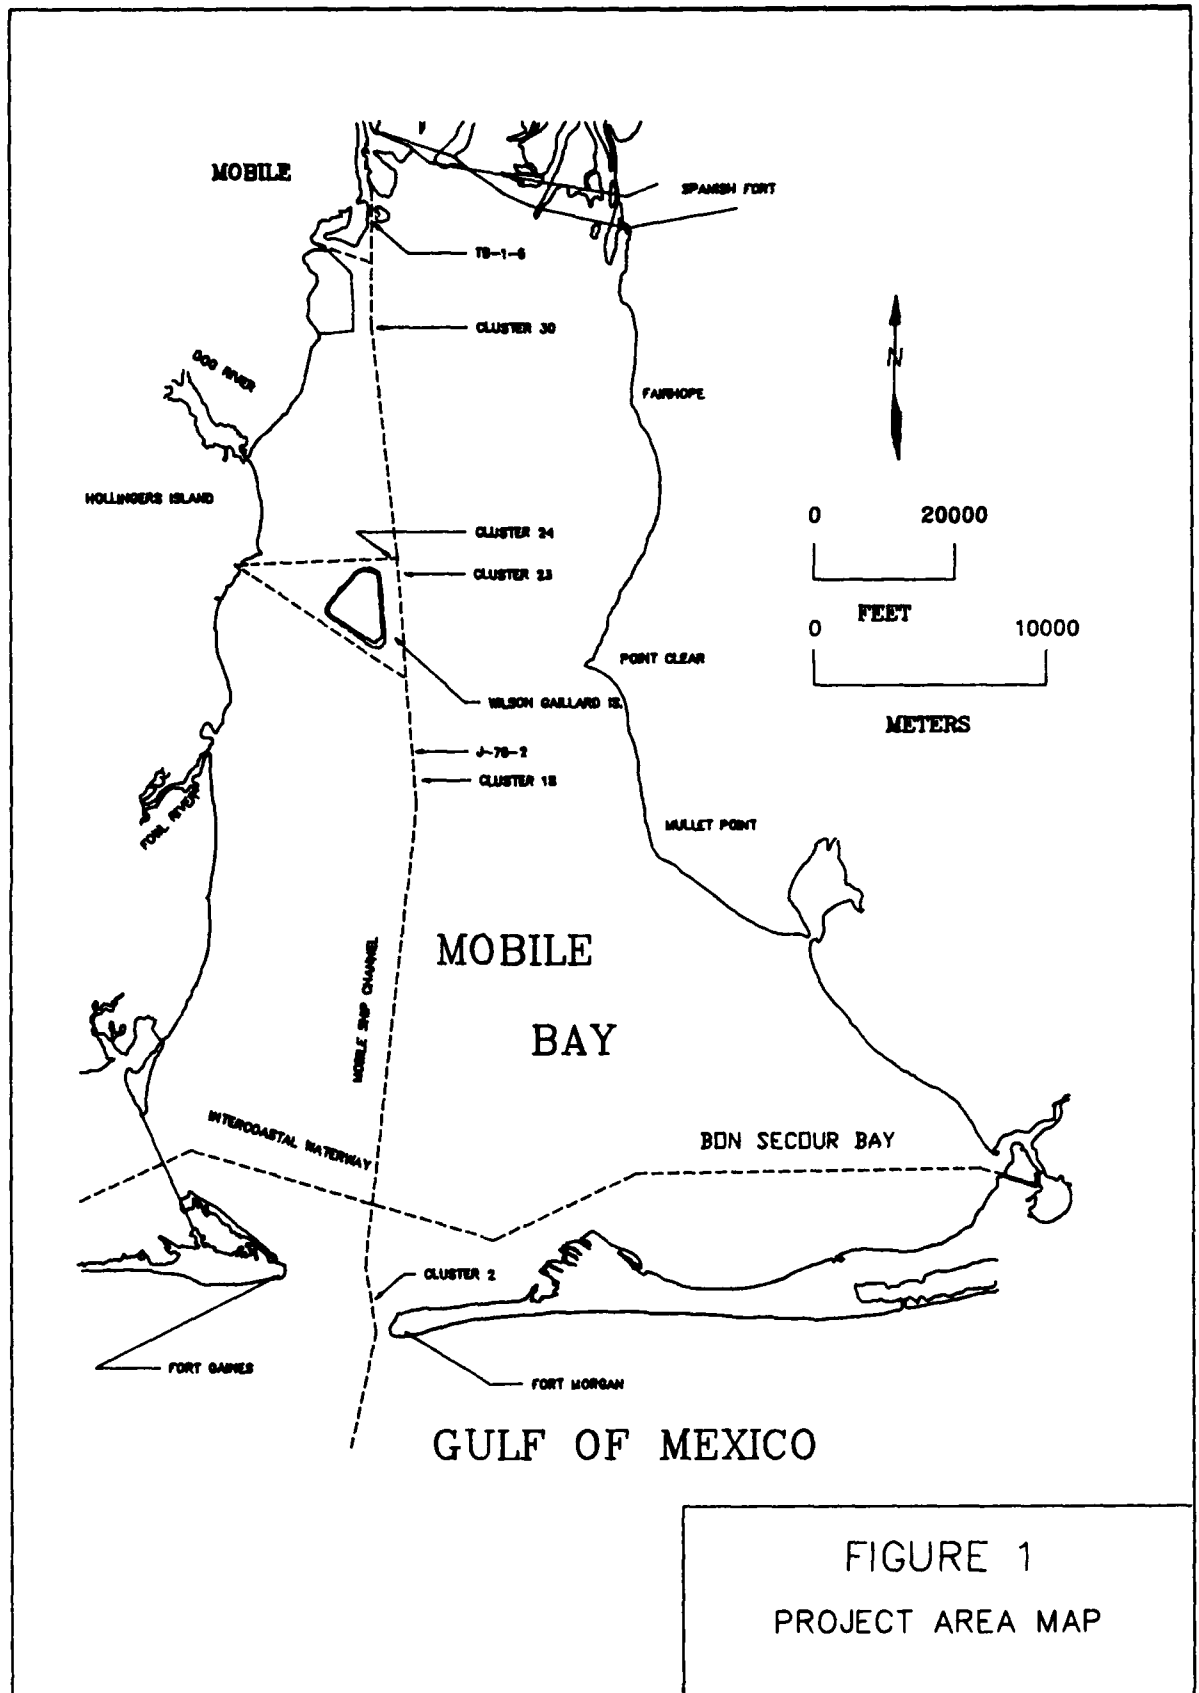 MOBILE
SPANISH FORT
TB-1-6
CLUSTER 30
DOG RIVER
FAIRHOPE
N
HOLLINGERS ISLAND
0 20000
FEET
CLUSTER 24
CLUSTER 23
0 10000
METERS
POINT CLEAR
WILSON GAILLARD IS.
J-79-2
CLUSTER 18
FOWL RIVER
MULLET POINT
MOBILE
BAY
MOBILE SHIP CHANNEL
INTERCOASTAL WATERWAY
BON SECOUR BAY
CLUSTER 2
FORT GAINES
FORT MORGAN
GULF OF MEXICO
FIGURE 1
PROJECT AREA MAP